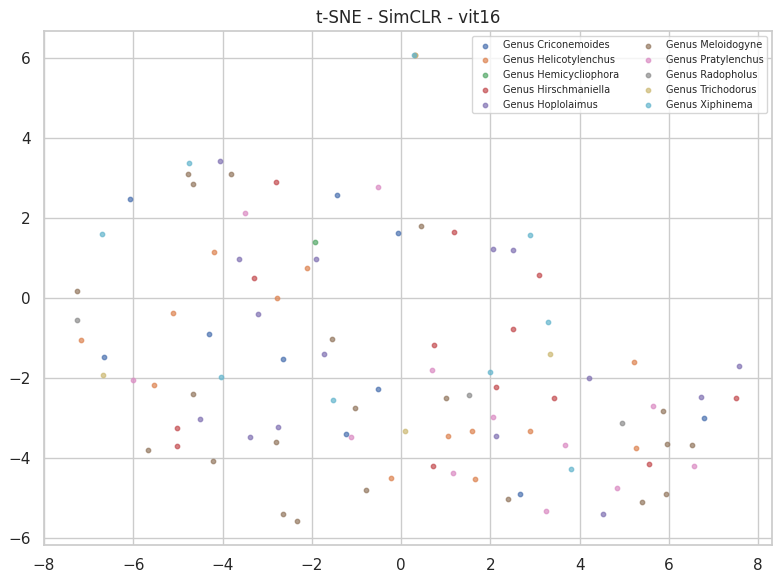 t-SNE - SimCLR - vit16
Genus Criconemoides
Genus Helicotylenchus
Genus Hemicycliophora
Genus Hirschmaniella
Genus Hoplolaimus
Genus Meloidogyne
Genus Pratylenchus
Genus Radopholus
Genus Trichodorus
Genus Xiphinema
6
4
2
0
−2
−4
−6
−8 −6 −4 −2 0 2 4 6 8